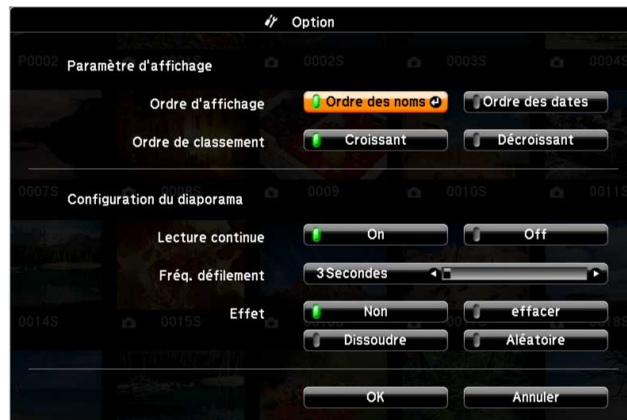 Option
P0002 0002S 0003S 0004S
Paramètre d'affichage
Ordre d'affichage Ordre des noms Ordre des dates
Ordre de classement Croissant Décroissant
0007S 0008S 0009 0010S 0011S
Configuration du diaporama
Lecture continue On Off
Fréq. défilement 3Secondes
Effet Non effacer
0014S 0015S
Dissoudre Aléatoire
OK Annuler